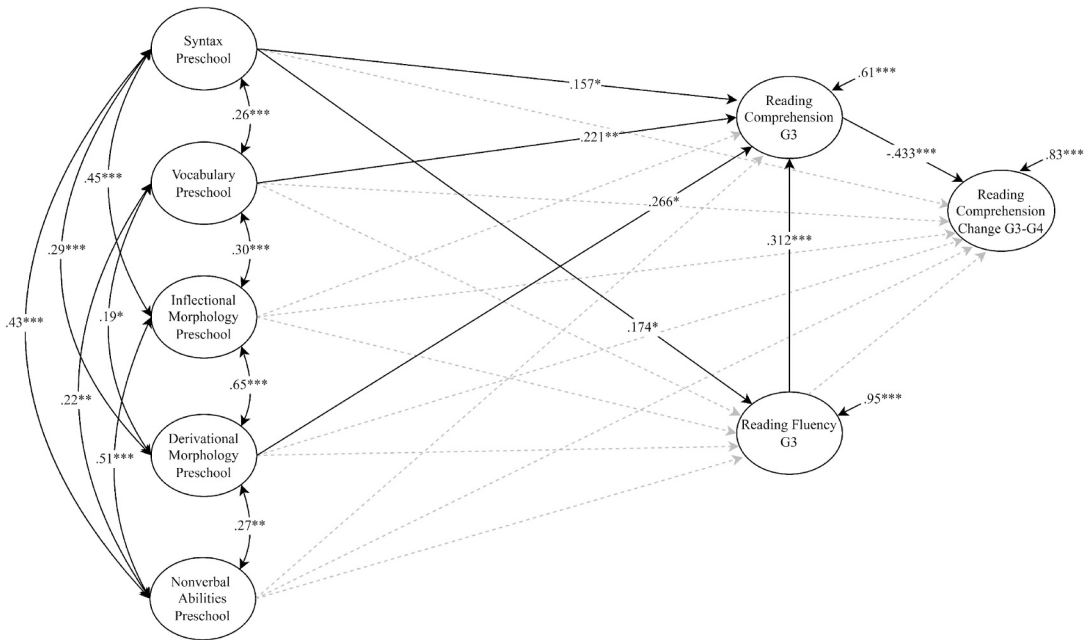 Syntax
Preschool
.157*
.61***
Reading
Comprehension
G3
.26***
.221**
-.433***
.83***
Vocabulary
Preschool
.45***
Reading
Comprehension
Change G3-G4
.266*
.29***
.30***
.312***
Inflectional
Morphology
Preschool
.43***
.19*
.174*
.65***
.22**
.95***
Reading Fluency
G3
Derivational
Morphology
Preschool
.51***
.27**
Nonverbal
Abilities
Preschool